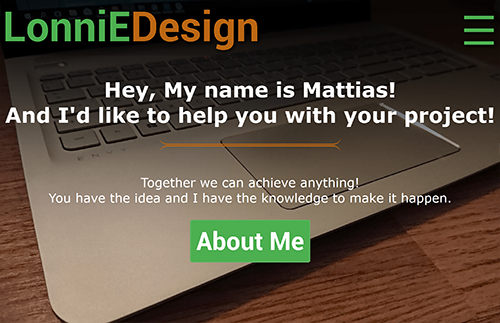 LonniEDesign
Hey, My name is Mattias!
And I'd like to help you with your project!
Together we can achieve anything!
You have the idea and I have the knowledge to make it happen.
About Me